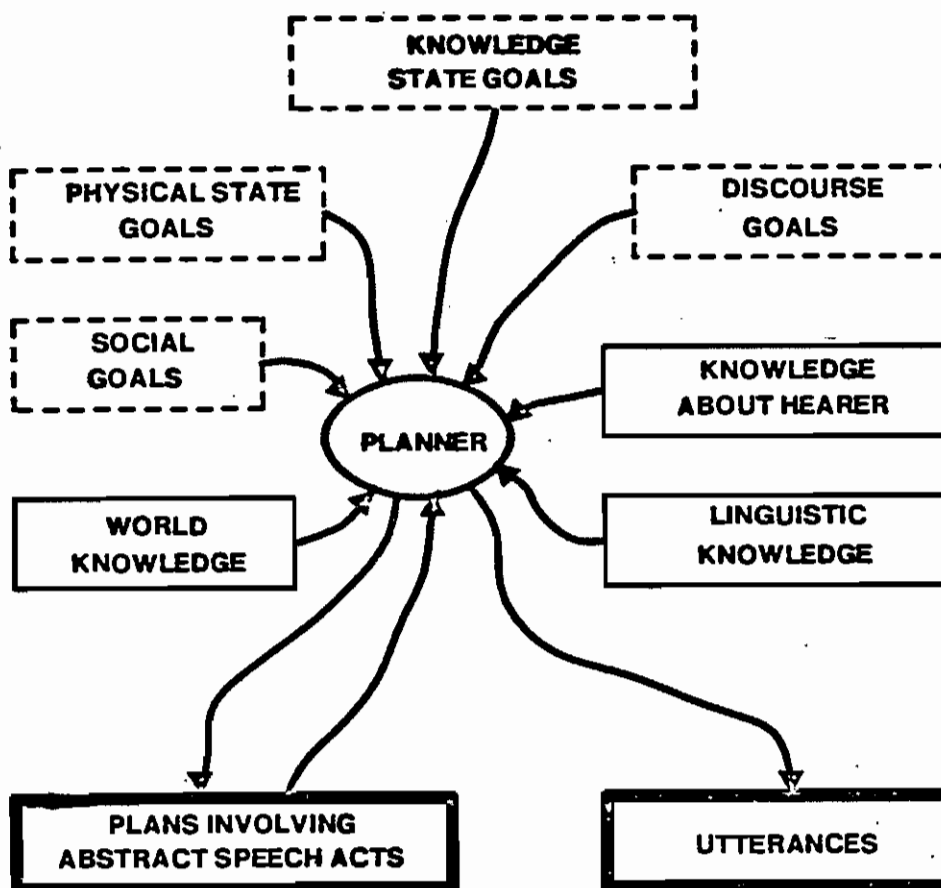 KNOWLEDGE
STATE GOALS
PHYSICAL STATE
GOALS
DISCOURSE
GOALS
SOCIAL
GOALS
KNOWLEDGE
ABOUT HEARER
PLANNER
WORLD
KNOWLEDGE
LINGUISTIC
KNOWLEDGE
PLANS INVOLVING
ABSTRACT SPEECH ACTS
UTTERANCES